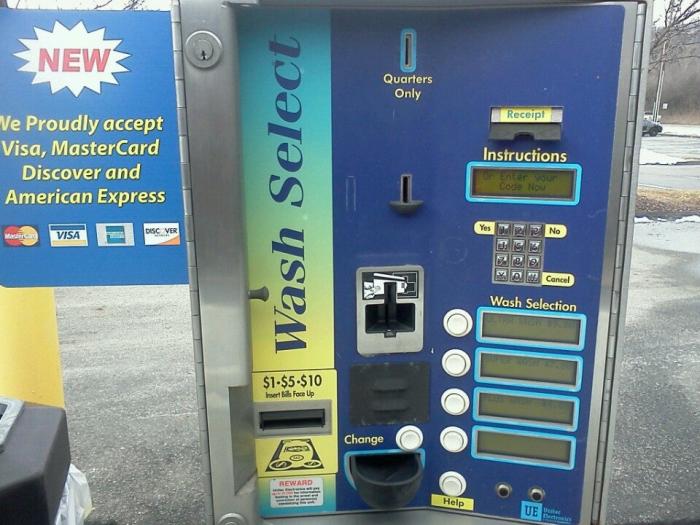 NEW
We Proudly accept
Visa, MasterCard
Discover and
American Express
MasterCard
VISA
DISCOVER
Wash Select
Quarters
Only
Receipt
Instructions
Or Enter your
Code Now
Yes
No
Cancel
Wash Selection
$1·$5·$10
Insert Bills Face Up
Change
REWARD
Help
UE